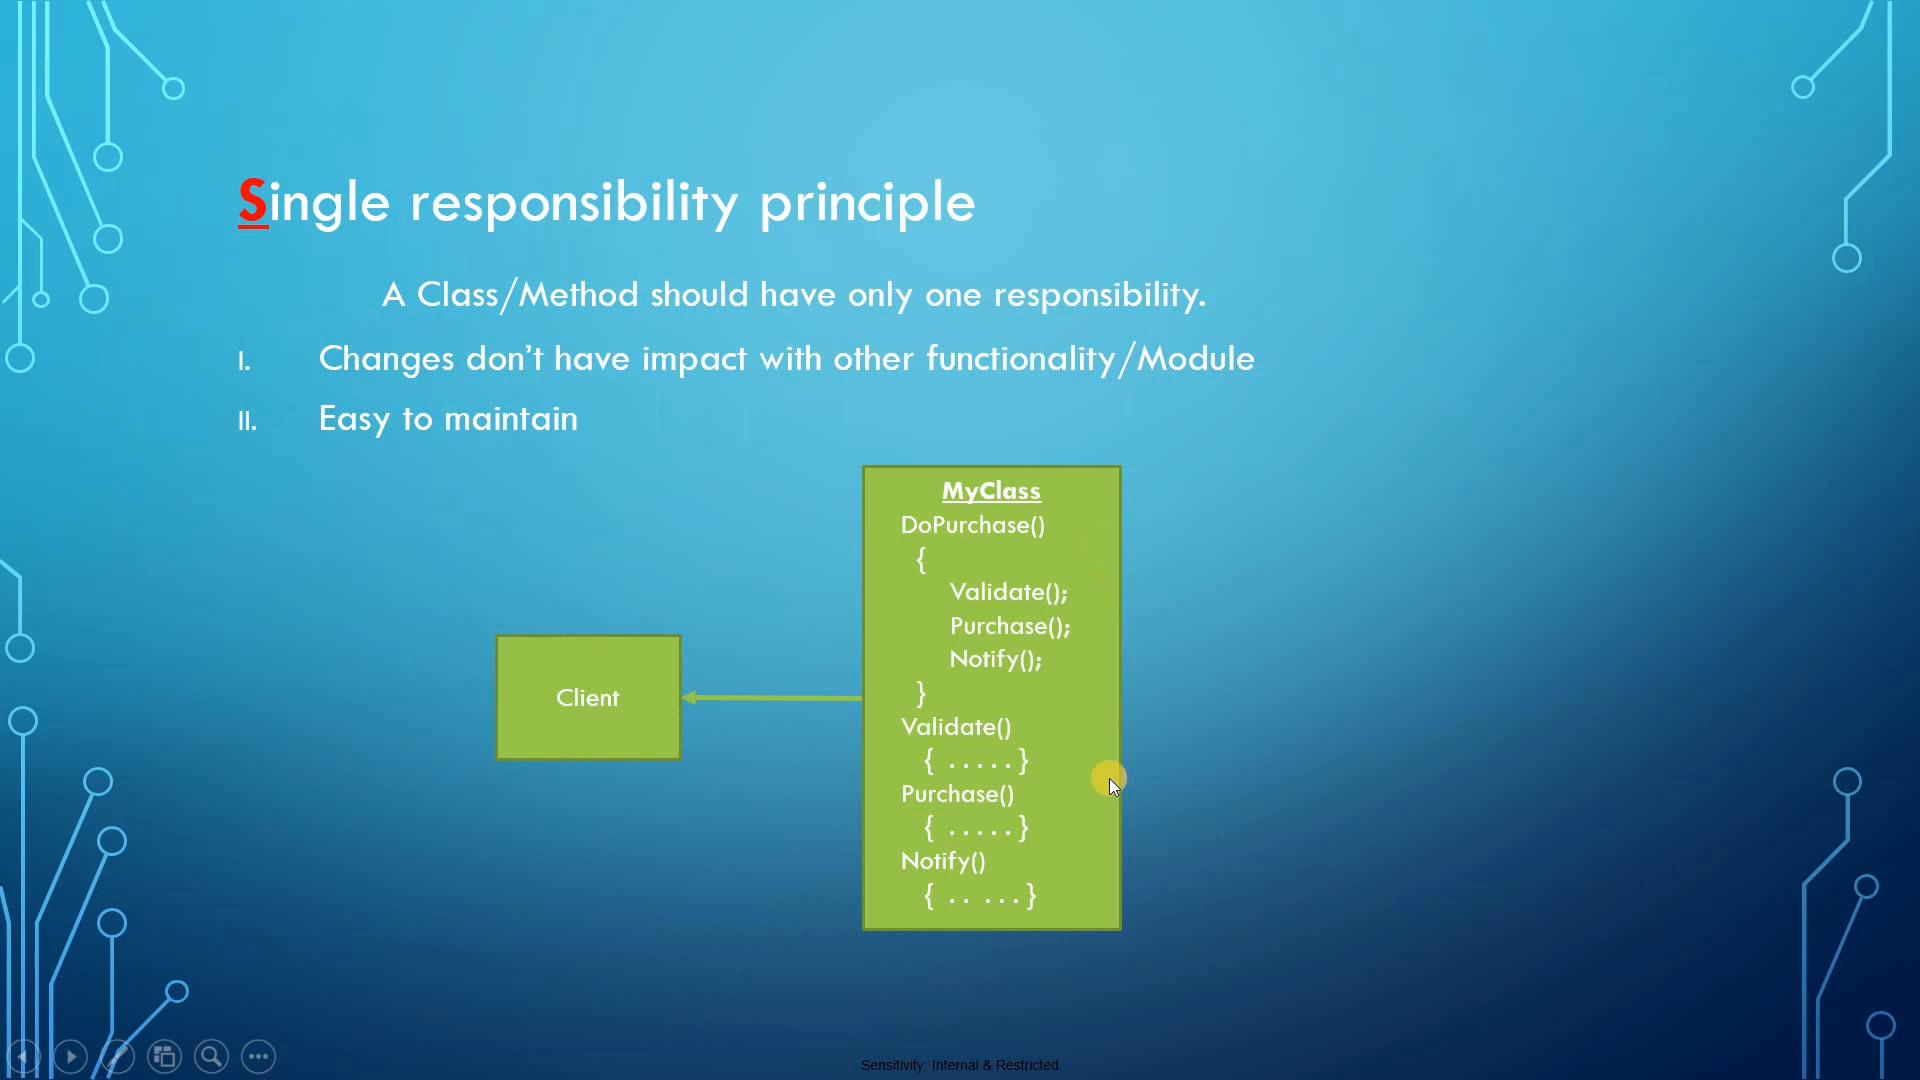 Single responsibility principle
A Class/Method should have only one responsibility.
I. Changes don’t have impact with other functionality/Module
II. Easy to maintain
Client
MyClass
DoPurchase()
{
Validate();
Purchase();
Notify();
}
Validate()
{ . . . . . }
Purchase()
{ . . . . . }
Notify()
{ . . . . . }
Sensitivity: Internal & Restricted